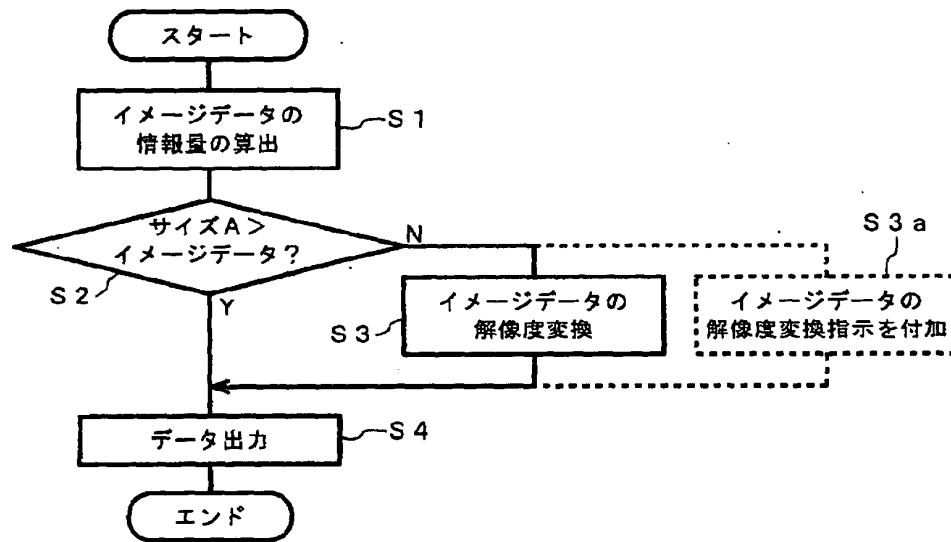 スタート
イメージデータの
情報量の算出
S1
サイズA>
イメージデータ?
S2
N
Y
イメージデータの
解像度変換
S3
S3a
イメージデータの
解像度変換指示を付加
データ出力
S4
エンド